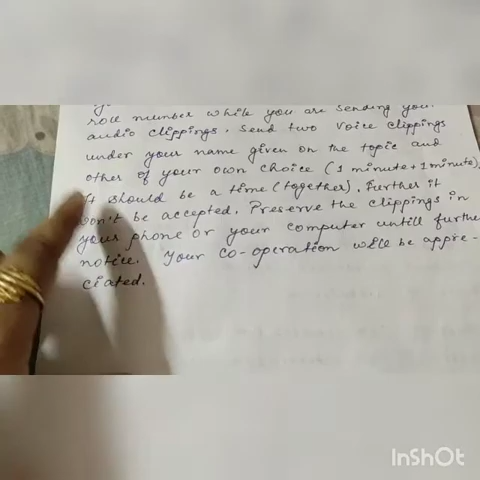 roll number while you are sending your
audio clippings. Send two voice clippings
under your name given on the topic and
other of your own choice (1 minute + 1 minute).
It should be a time (together). Further it
won't be accepted. Preserve the clippings in
your phone or your computer untill further
notice. Your co-operation will be appre-
ciated.
InShOt